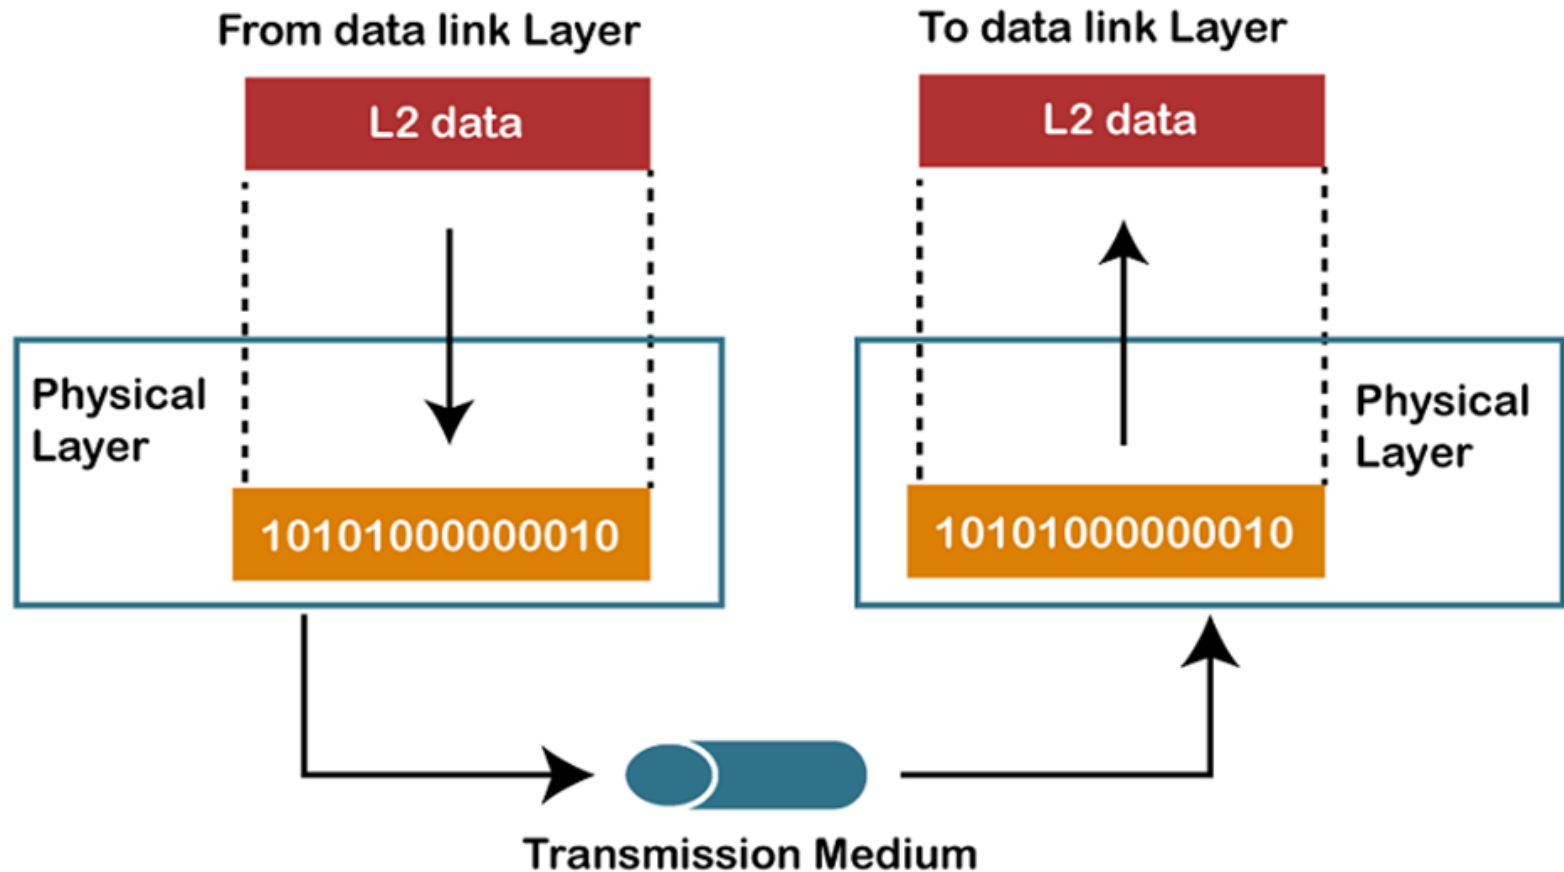 From data link Layer
To data link Layer
L2 data
L2 data
Physical
Layer
Physical
Layer
10101000000010
10101000000010
Transmission Medium